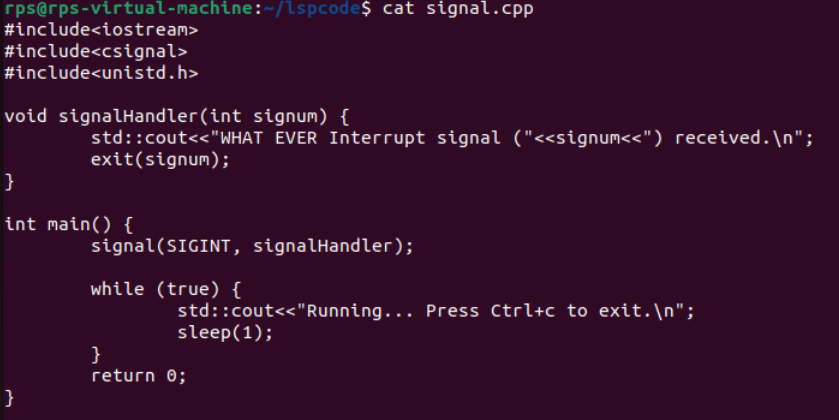 rps@rps-virtual-machine:~/lspcode$ cat signal.cpp
#include<iostream>
#include<csignal>
#include<unistd.h>

void signalHandler(int signum) {
        std::cout<<"WHAT EVER Interrupt signal ("<<signum<<") received.\n";
        exit(signum);
}

int main() {
        signal(SIGINT, signalHandler);

        while (true) {
                std::cout<<"Running... Press Ctrl+c to exit.\n";
                sleep(1);
        }
        return 0;
}